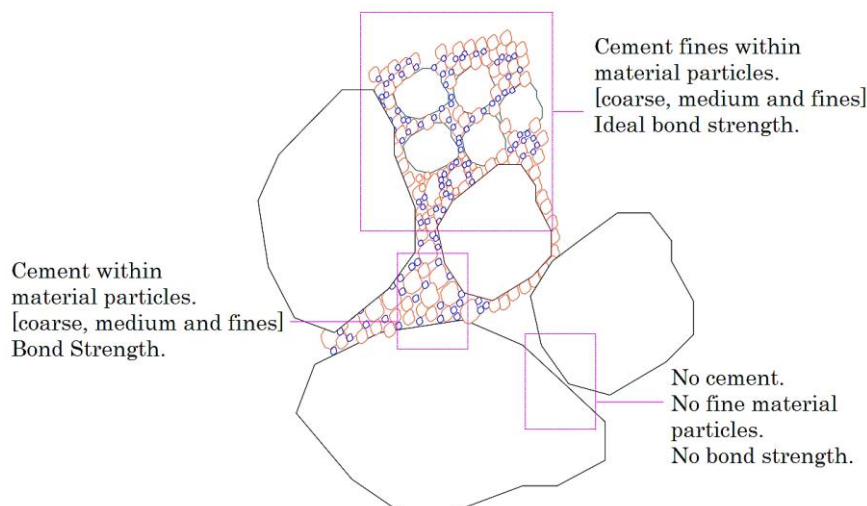 Cement fines within
material particles.
[coarse, medium and fines]
Ideal bond strength.
Cement within
material particles.
[coarse, medium and fines]
Bond Strength.
No cement.
No fine material
particles.
No bond strength.